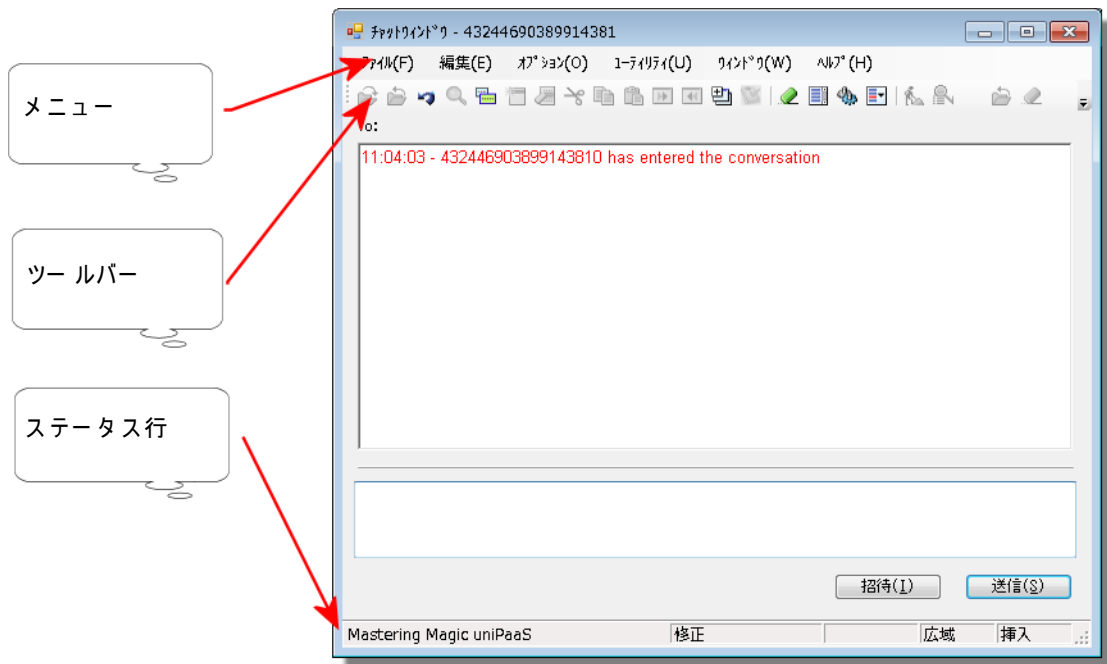 ﾁｬｯﾄｳｨﾝﾄﾞｳ - 43244690389914381
ﾌｧｲﾙ(F) 編集(E) ｵﾌﾟｼｮﾝ(O) ﾕｰﾃｨﾘﾃｨ(U) ｳｨﾝﾄﾞｳ(W) ﾍﾙﾌﾟ(H)
メニュー
To:
11:04:03 - 432446903899143810 has entered the conversation
ツールバー
ステータス行
招待(I) 送信(S)
Mastering Magic uniPaaS 修正 広域 挿入